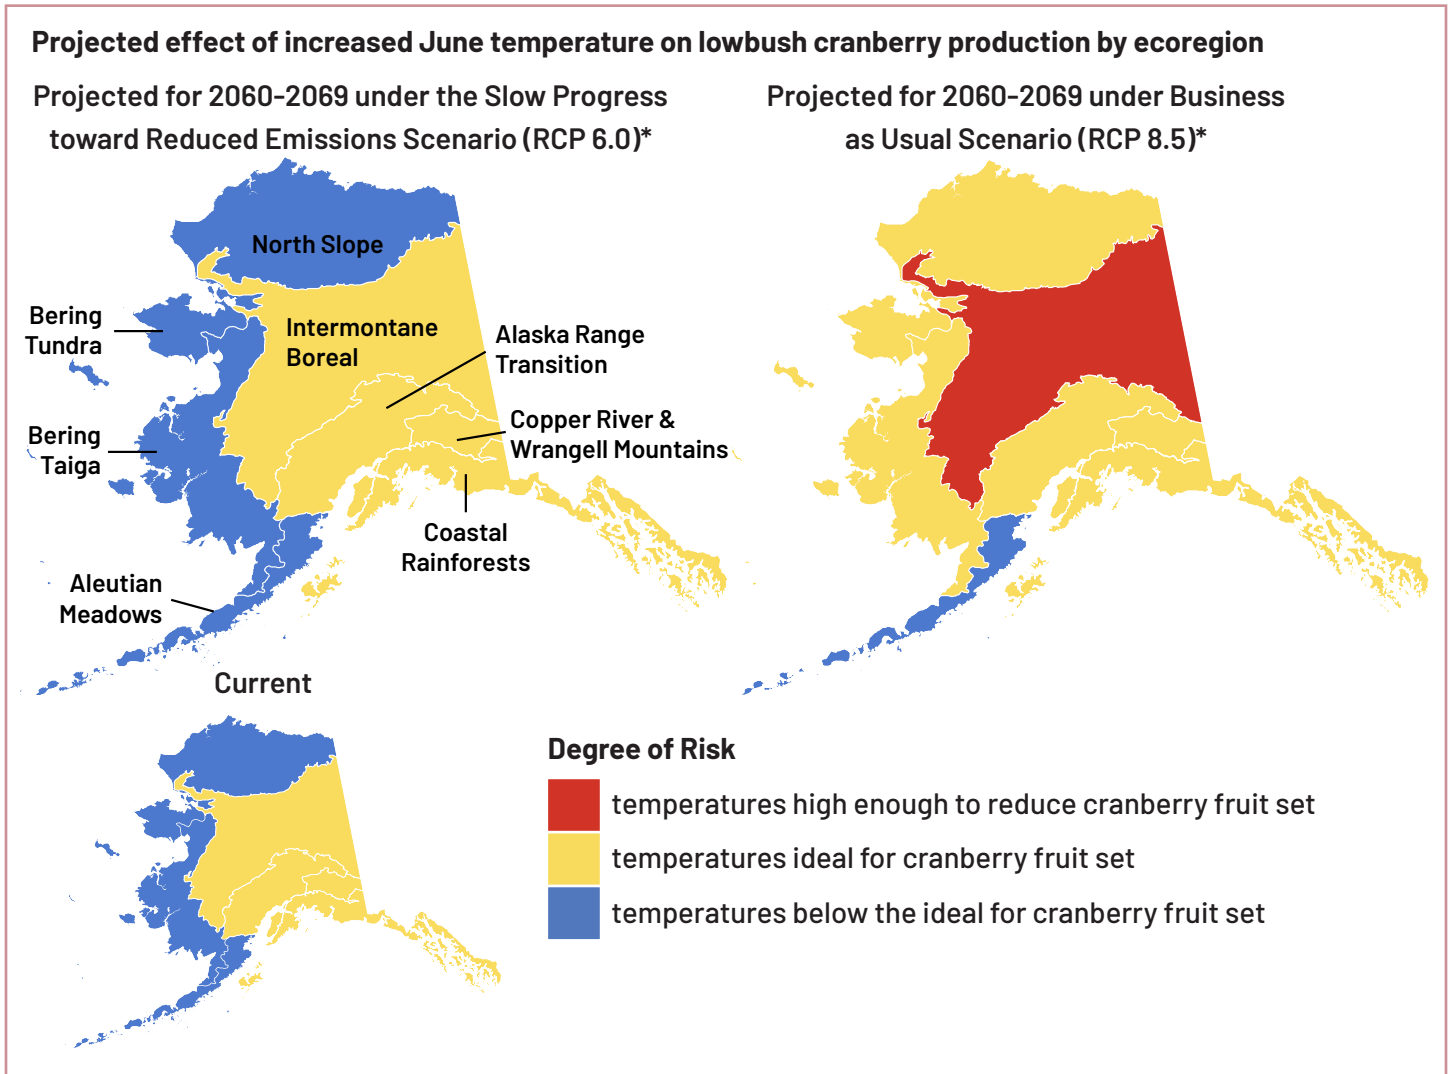 Projected effect of increased June temperature on lowbush cranberry production by ecoregion
Projected for 2060-2069 under the Slow Progress
toward Reduced Emissions Scenario (RCP 6.0)*
North Slope
Bering
Tundra
Intermontane
Boreal
Alaska Range
Transition
Copper River &
Wrangell Mountains
Bering
Taiga
Coastal
Rainforests
Aleutian
Meadows
Projected for 2060-2069 under Business
as Usual Scenario (RCP 8.5)*
Current
Degree of Risk
temperatures high enough to reduce cranberry fruit set
temperatures ideal for cranberry fruit set
temperatures below the ideal for cranberry fruit set